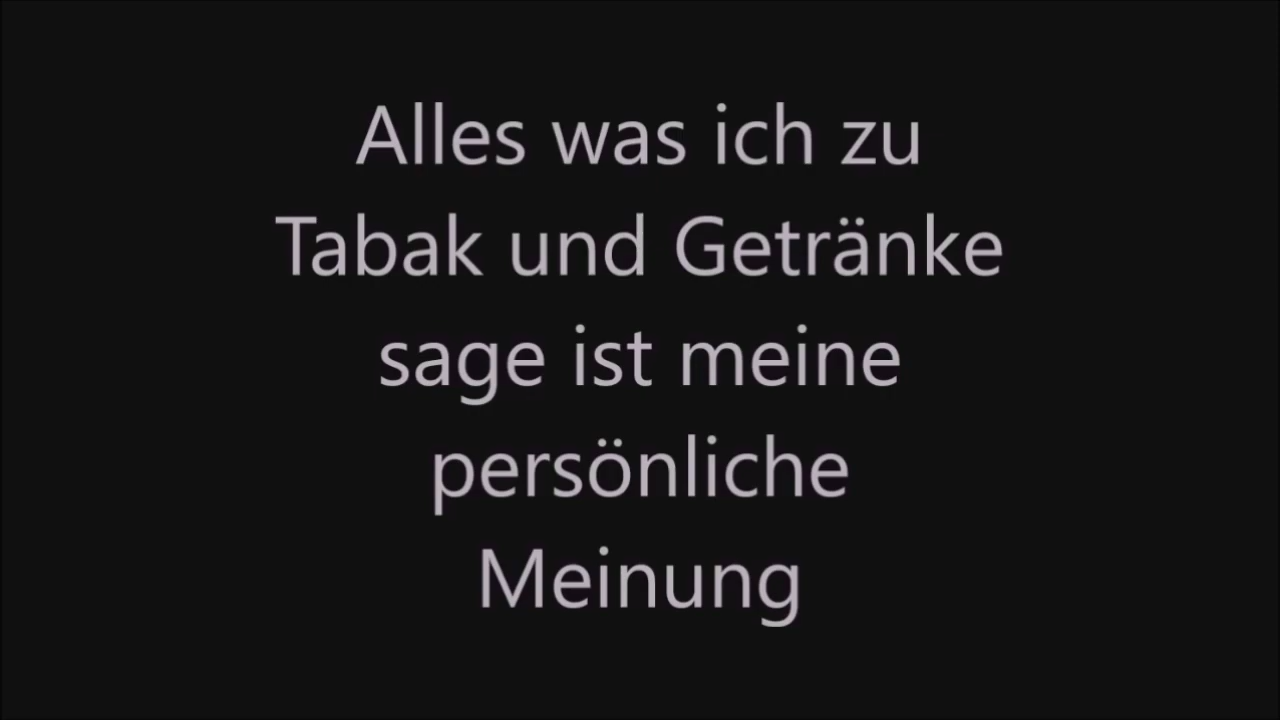 Alles was ich zu
Tabak und Getränke
sage ist meine
persönliche
Meinung